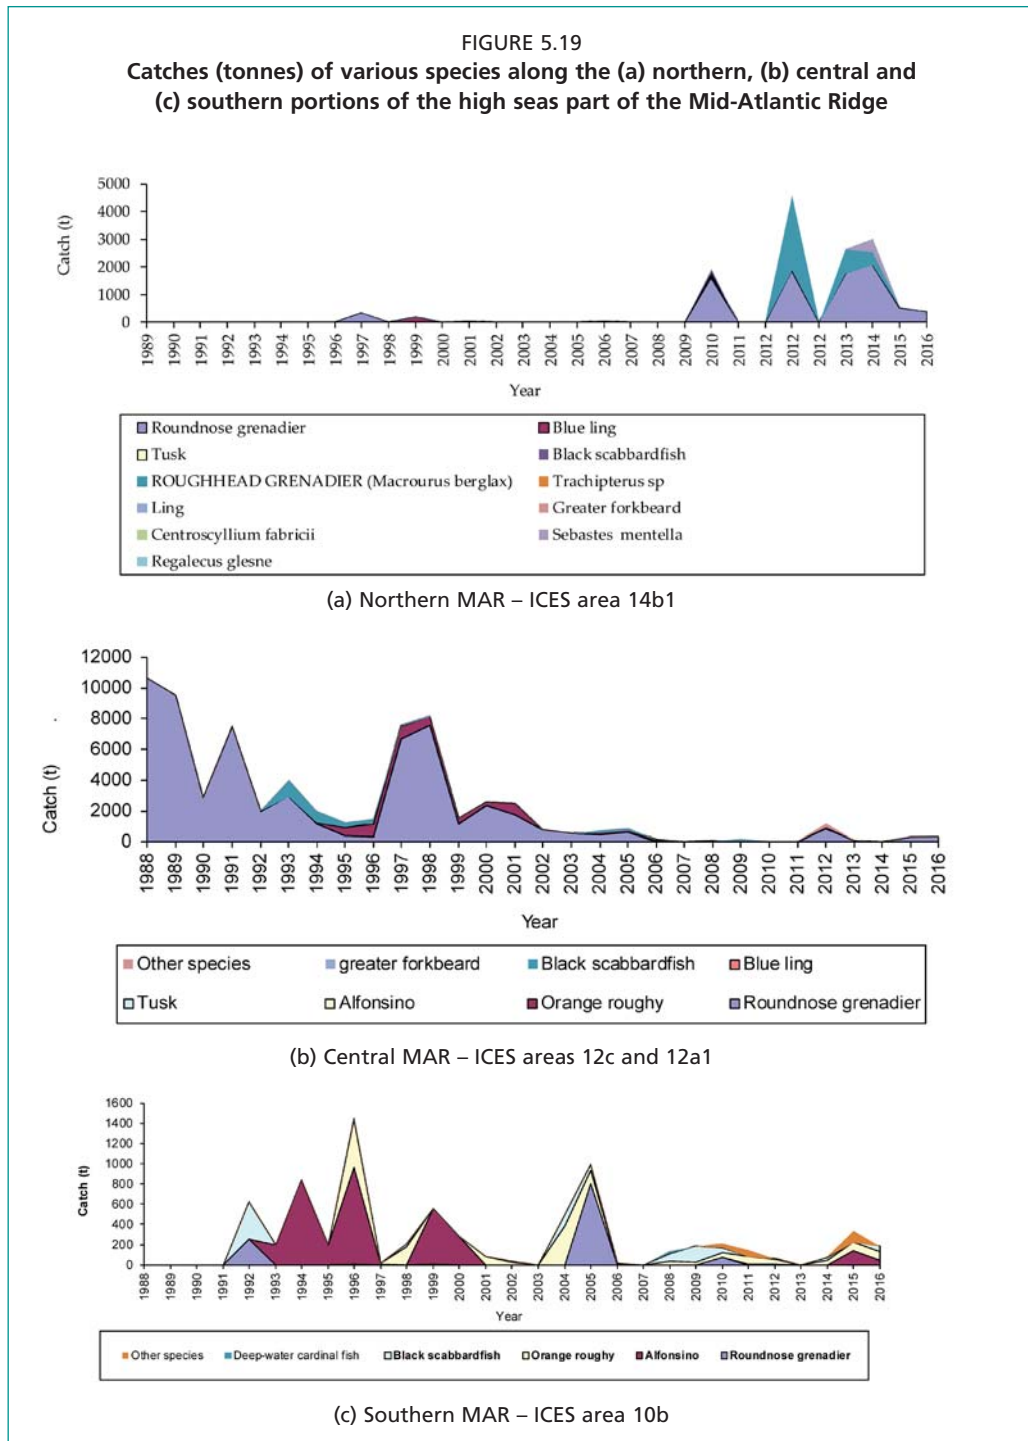 FIGURE 5.19
Catches (tonnes) of various species along the (a) northern, (b) central and
(c) southern portions of the high seas part of the Mid-Atlantic Ridge
5000
4000
3000
2000
1000
0
Catch (t)
1989 1990 1991 1992 1993 1994 1995 1996 1997 1998 1999 2000 2001 2002 2003 2004 2005 2006 2007 2008 2009 2010 2011 2012 2012 2012 2013 2014 2015 2016
Year
Roundnose grenadier Blue ling
Tusk Black scabbardfish
ROUGHHEAD GRENADIER (Macrourus berglax) Trachipterus sp
Ling Greater forkbeard
Centroscyllium fabricii Sebastes mentella
Regalecus glesne
(a) Northern MAR – ICES area 14b1
12000
10000
8000
6000
4000
2000
0
Catch (t)
1988 1989 1990 1991 1992 1993 1994 1995 1996 1997 1998 1999 2000 2001 2002 2003 2004 2005 2006 2007 2008 2009 2010 2011 2012 2013 2014 2015 2016
Year
Other species greater forkbeard Black scabbardfish Blue ling
Tusk Alfonsino Orange roughy Roundnose grenadier
(b) Central MAR – ICES areas 12c and 12a1
1600
1400
1200
1000
800
600
400
200
0
Catch (t)
1988 1989 1990 1991 1992 1993 1994 1995 1996 1997 1998 1999 2000 2001 2002 2003 2004 2005 2006 2007 2008 2009 2010 2011 2012 2013 2014 2015 2016
Year
Other species Deep-water cardinal fish Black scabbardfish Orange roughy Alfonsino Roundnose grenadier
(c) Southern MAR – ICES area 10b